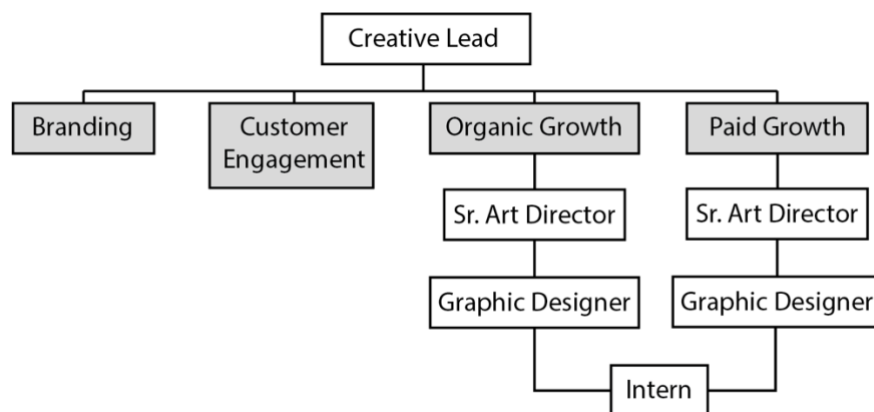 Creative Lead
Branding
Customer
Engagement
Organic Growth
Paid Growth
Sr. Art Director
Sr. Art Director
Graphic Designer
Graphic Designer
Intern